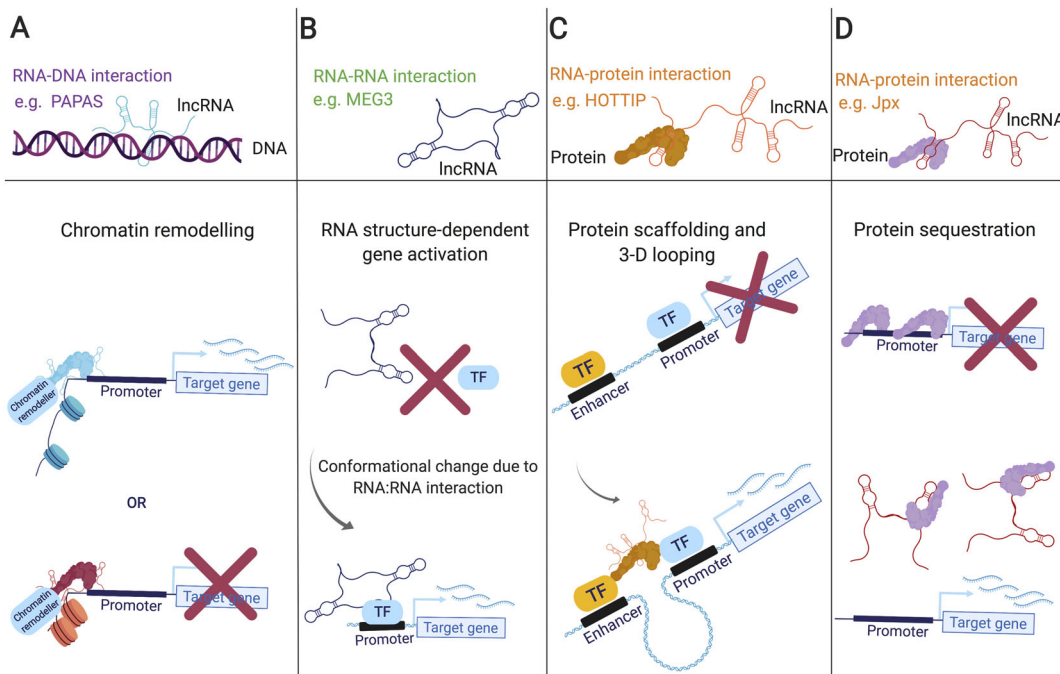 A
RNA-DNA interaction
e.g. PAPAS
lncRNA
DNA
Chromatin remodelling
Chromatin
remodeller
Promoter
Target gene
OR
Chromatin
remodeller
Promoter
Target gene
B
RNA-RNA interaction
e.g. MEG3
lncRNA
RNA structure-dependent
gene activation
TF
Conformational change due to
RNA:RNA interaction
TF
Promoter
Target gene
C
RNA-protein interaction
e.g. HOTTIP
lncRNA
Protein
Protein scaffolding and
3-D looping
TF
Enhancer
TF
Promoter
Target gene
TF
Enhancer
TF
Promoter
Target gene
D
RNA-protein interaction
e.g. Jpx
lncRNA
Protein
Protein sequestration
Promoter
Target gene
Promoter
Target gene